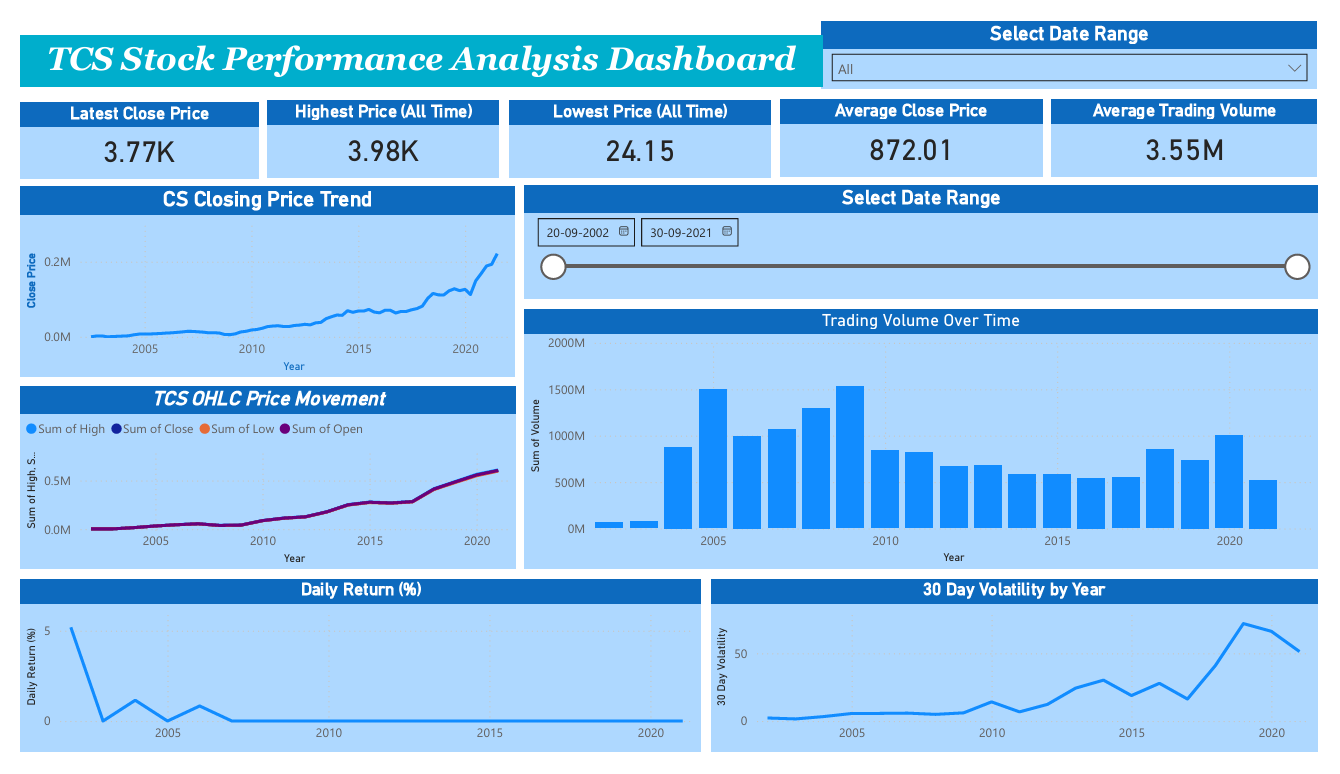 TCS Stock Performance Analysis Dashboard
Select Date Range
All
Latest Close Price
3.77K
Highest Price (All Time)
3.98K
Lowest Price (All Time)
24.15
Average Close Price
872.01
Average Trading Volume
3.55M
CS Closing Price Trend
Close Price
0.2M
0.0M
2005 2010 2015 2020
Year
Select Date Range
20-09-2002 30-09-2021
TCS OHLC Price Movement
Sum of High Sum of Close Sum of Low Sum of Open
Sum of High, S...
0.5M
0.0M
2005 2010 2015 2020
Year
Trading Volume Over Time
Sum of Volume
2000M
1500M
1000M
500M
0M
2005 2010 2015 2020
Year
Daily Return (%)
Daily Return (%)
5
0
2005 2010 2015 2020
30 Day Volatility by Year
30 Day Volatility
50
0
2005 2010 2015 2020